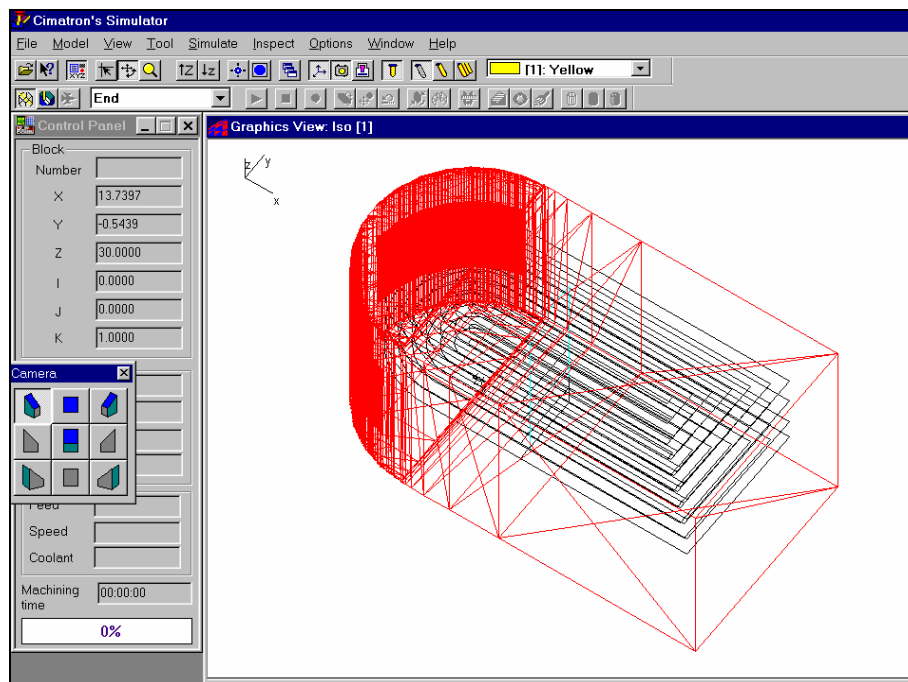 Cimatron's Simulator
File Model View Tool Simulate Inspect Options Window Help
XYZ Z Z [1]: Yellow
End
Control Panel
Graphics View: Iso [1]
Block
Number
X 13.7397
Y -0.5439
Z 30.0000
I 0.0000
J 0.0000
K 1.0000
Camera
Feed
Speed
Coolant
Machining time 00:00:00
0%
z y
x